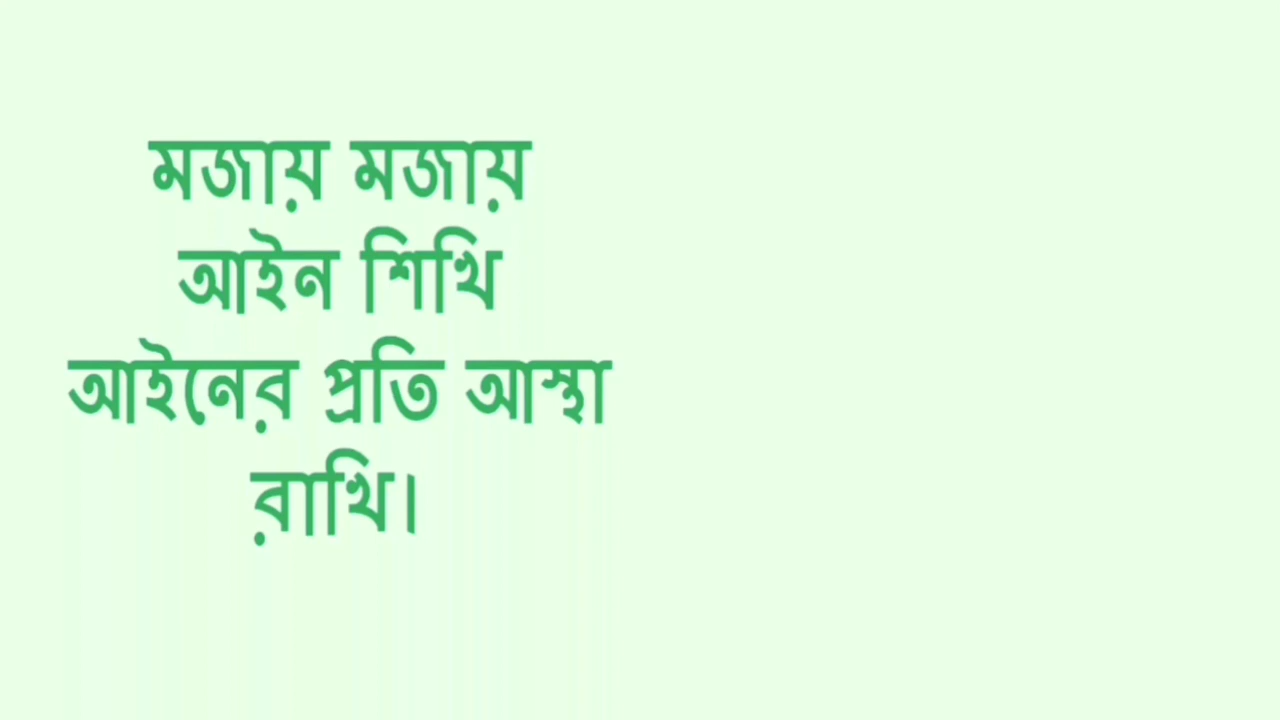 মজায় মজায়
আইন শিখি
আইনের প্রতি আস্থা
রাখি।